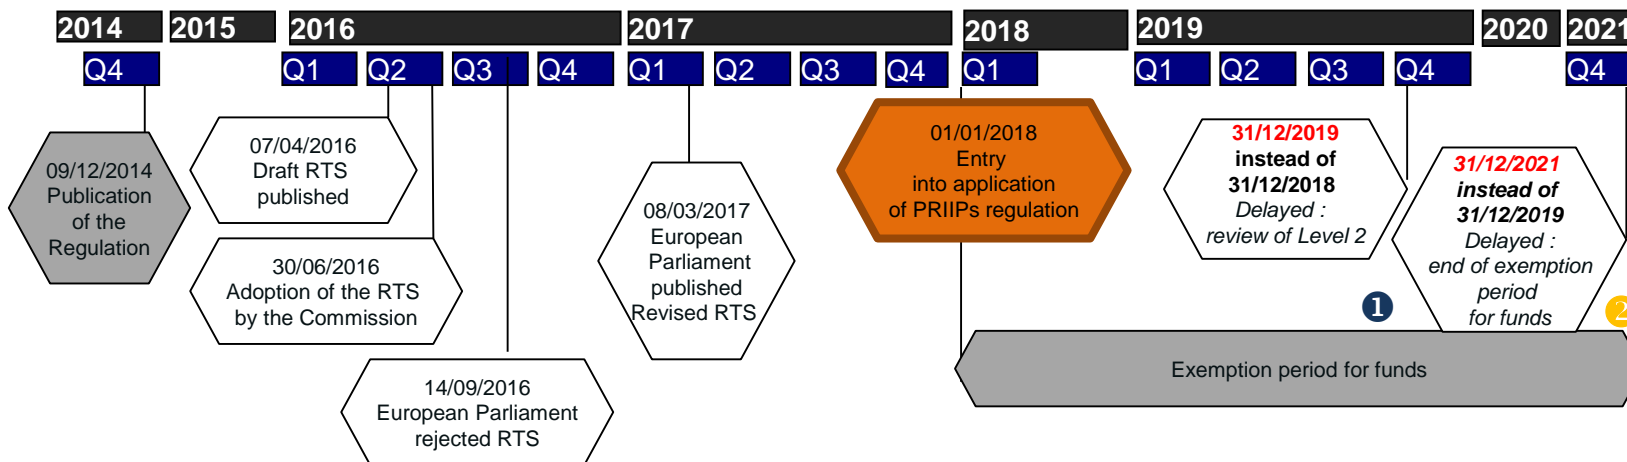 2014 2015 2016 2017 2018 2019 2020 2021
Q4 Q1 Q2 Q3 Q4 Q1 Q2 Q3 Q4 Q1 Q1 Q2 Q3 Q4 Q4
09/12/2014
Publication
of the
Regulation
07/04/2016
Draft RTS
published
30/06/2016
Adoption of the RTS
by the Commission
14/09/2016
European Parliament
rejected RTS
08/03/2017
European
Parliament
published
Revised RTS
01/01/2018
Entry
into application
of PRIIPs regulation
31/12/2019
instead of
31/12/2018
Delayed :
review of Level 2
31/12/2021
instead of
31/12/2019
Delayed :
end of exemption
period
for funds
❶
❷
Exemption period for funds